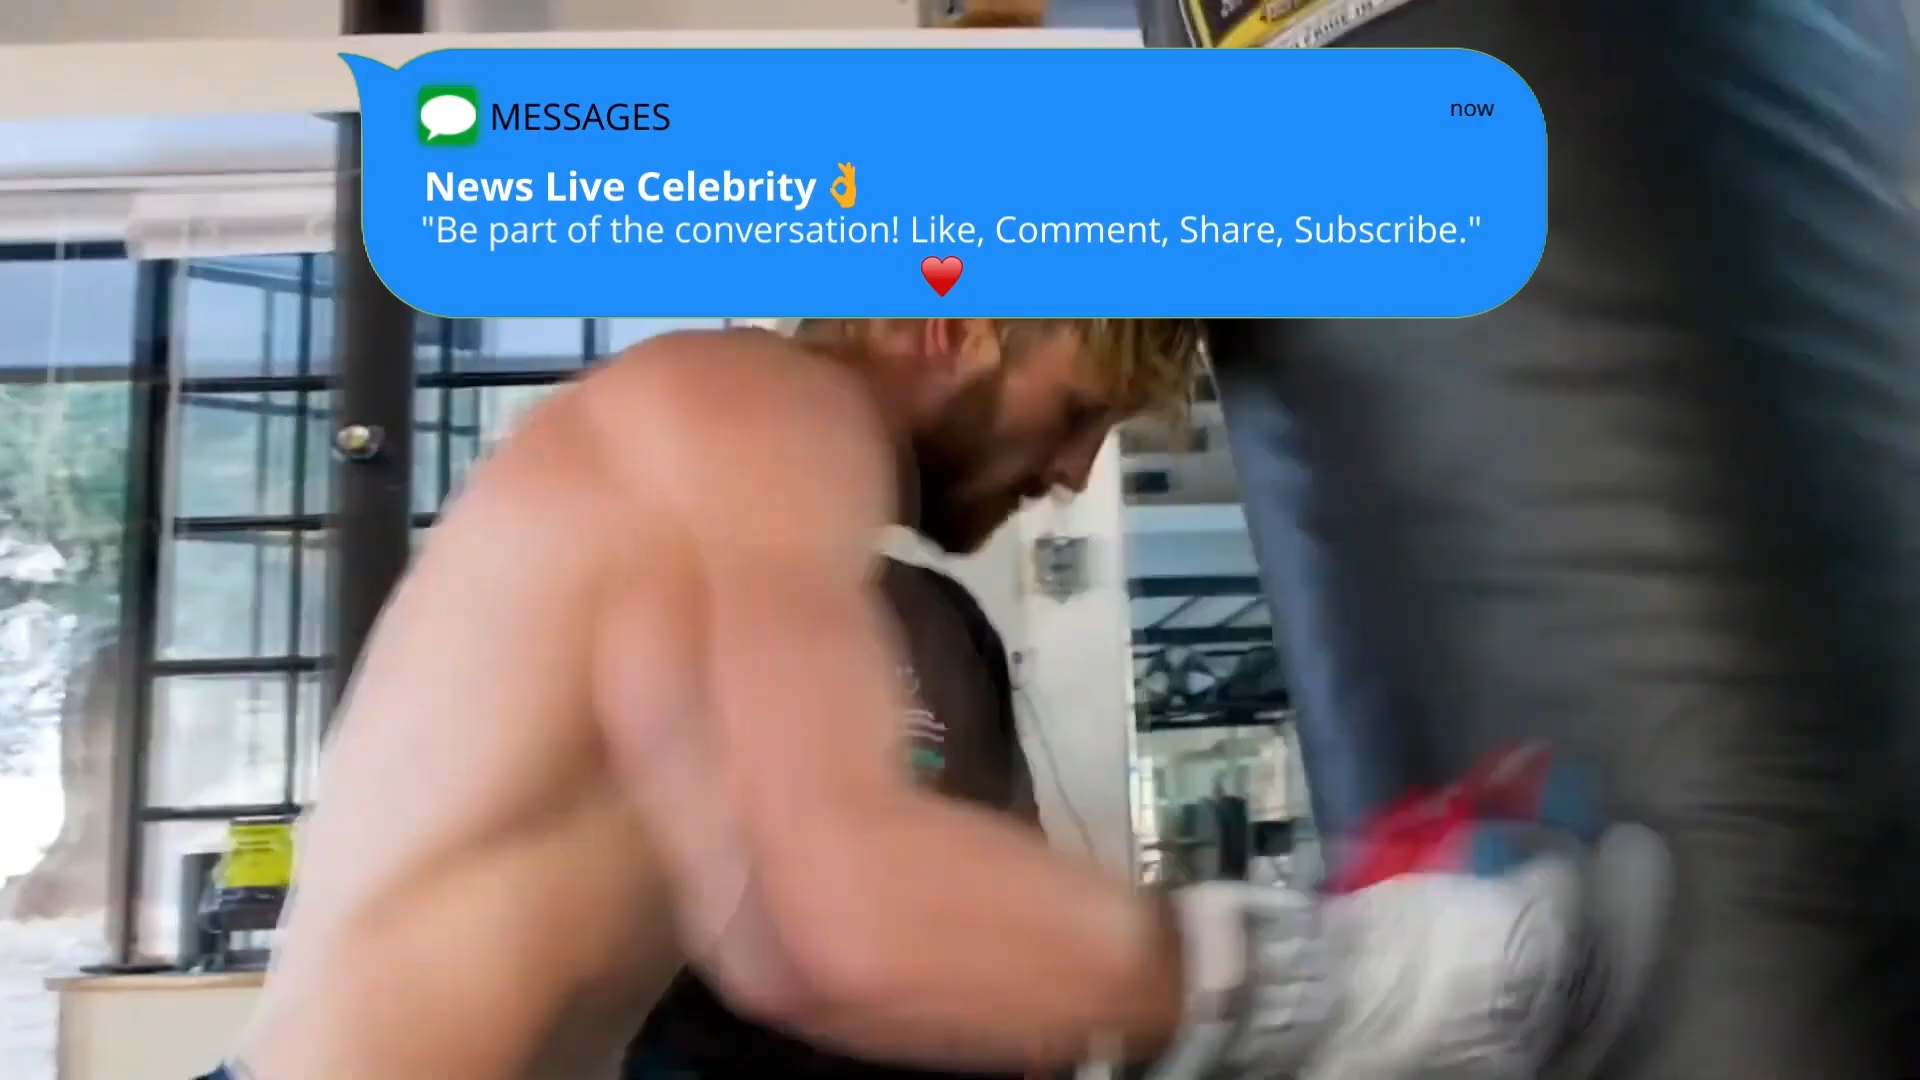 MESSAGES
now
News Live Celebrity👌
"Be part of the conversation! Like, Comment, Share, Subscribe."
❤️